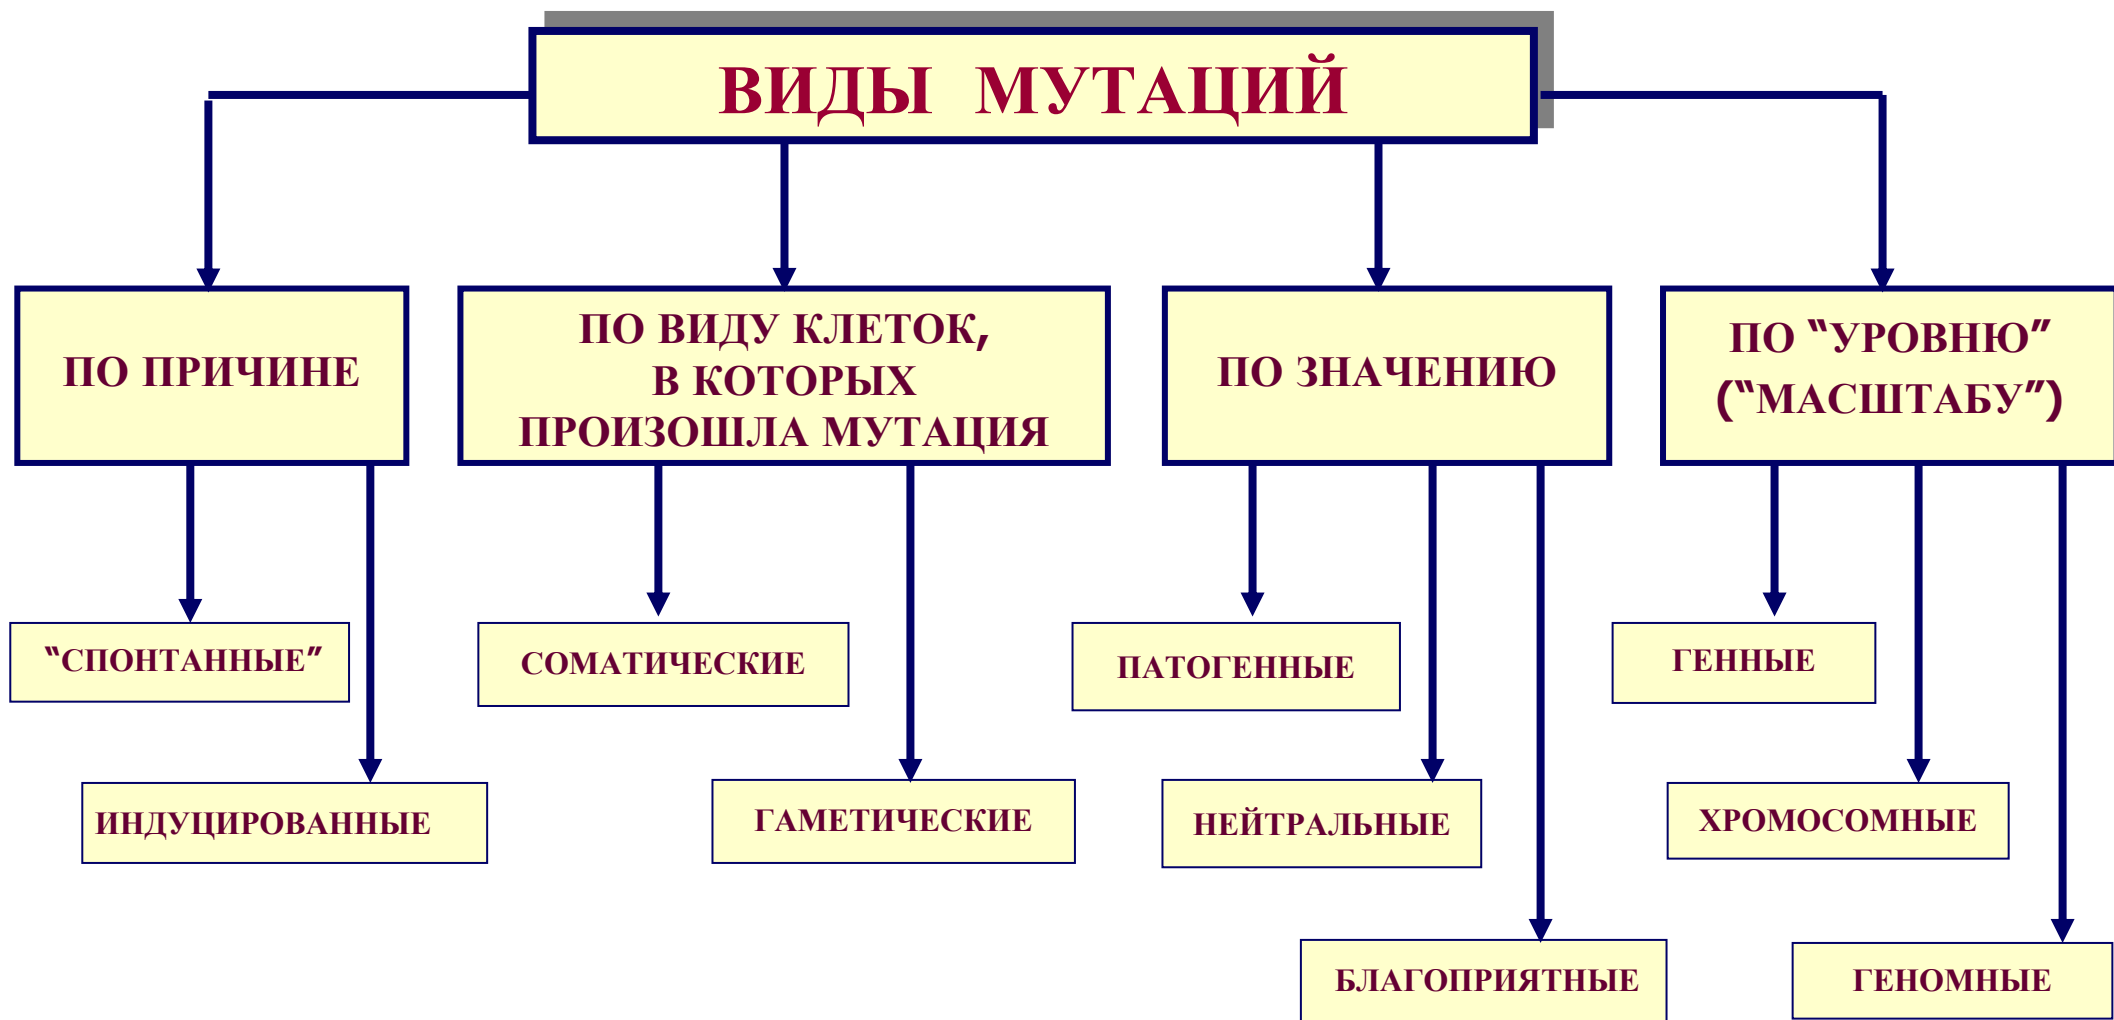 ВИДЫ МУТАЦИЙ
ПО ПРИЧИНЕ
ПО ВИДУ КЛЕТОК,
В КОТОРЫХ
ПРОИЗОШЛА МУТАЦИЯ
ПО ЗНАЧЕНИЮ
ПО “УРОВНЮ”
(“МАСШТАБУ”)
“СПОНТАННЫЕ”
СОМАТИЧЕСКИЕ
ПАТОГЕННЫЕ
ГЕННЫЕ
ИНДУЦИРОВАННЫЕ
ГАМЕТИЧЕСКИЕ
НЕЙТРАЛЬНЫЕ
ХРОМОСОМНЫЕ
БЛАГОПРИЯТНЫЕ
ГЕНОМНЫЕ